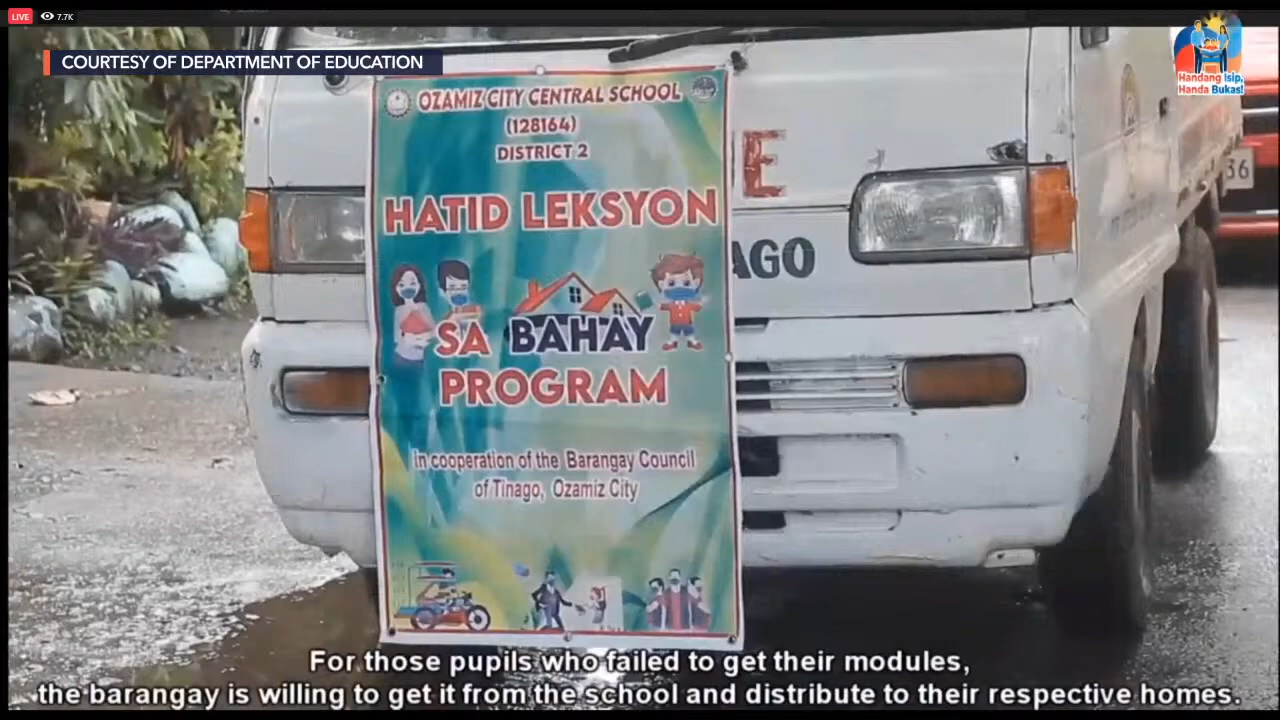 LIVE 7.7K
COURTESY OF DEPARTMENT OF EDUCATION
Handang Isip,
Handa Bukas!
OZAMIZ CITY CENTRAL SCHOOL
(128164)
DISTRICT 2
HATID LEKSYON
SA BAHAY
PROGRAM
in cooperation of the Barangay Council
of Tinago, Ozamiz City
E
AGO
36
For those pupils who failed to get their modules,
the barangay is willing to get it from the school and distribute to their respective homes.